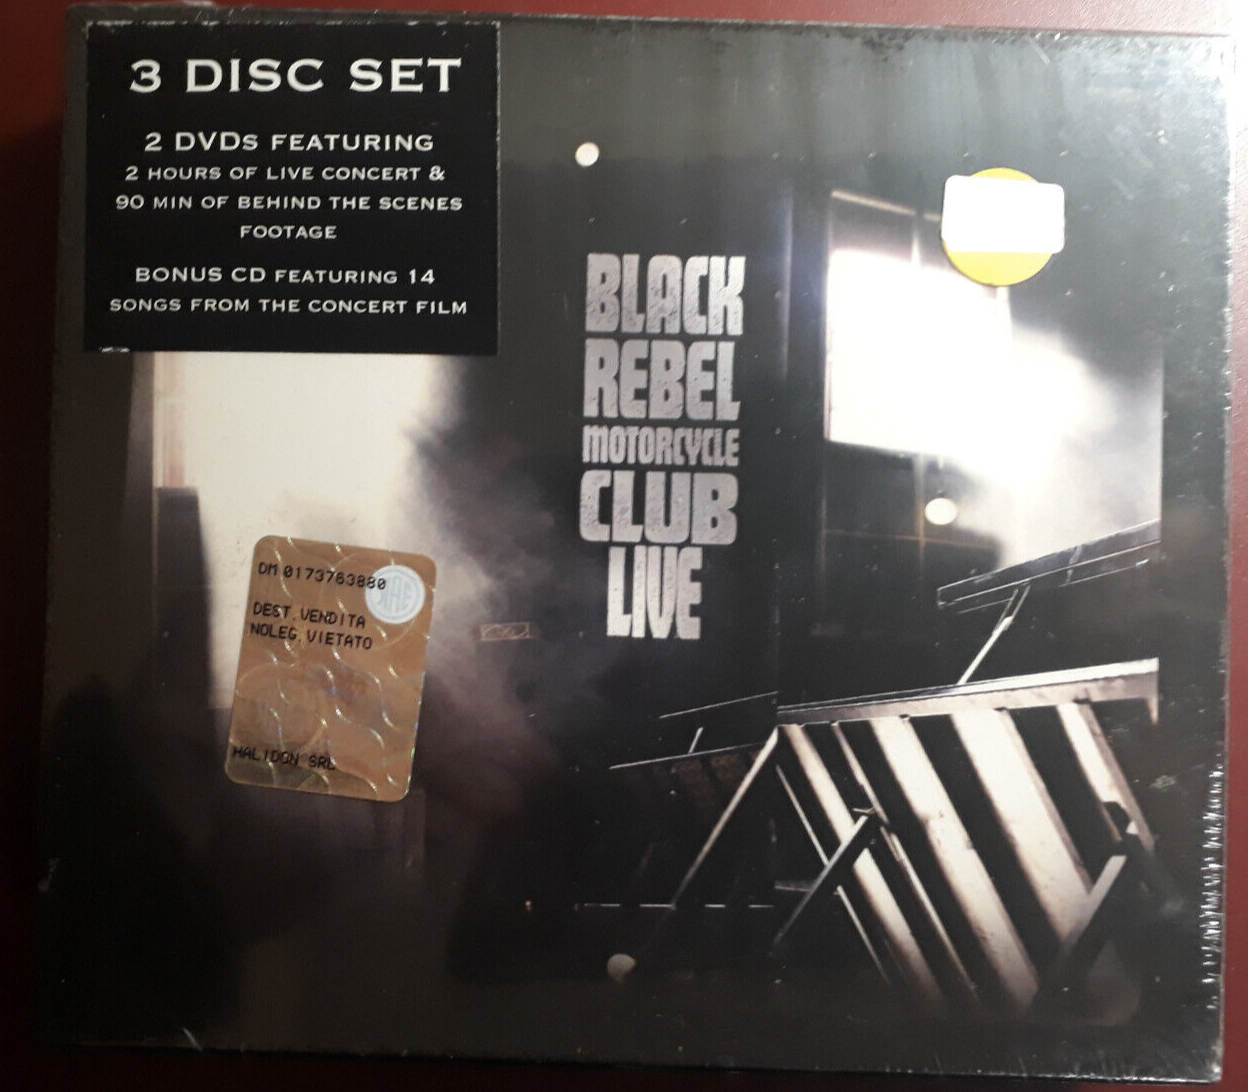 3 DISC SET
2 DVDs FEATURING
2 HOURS OF LIVE CONCERT &
90 MIN OF BEHIND THE SCENES
FOOTAGE
BONUS CD FEATURING 14
SONGS FROM THE CONCERT FILM
BLACK
REBEL
MOTORCYCLE
CLUB
LIVE
DM 0173763880
DEST.VENDITA
NOLEG.VIETATO
HALIDON SRL